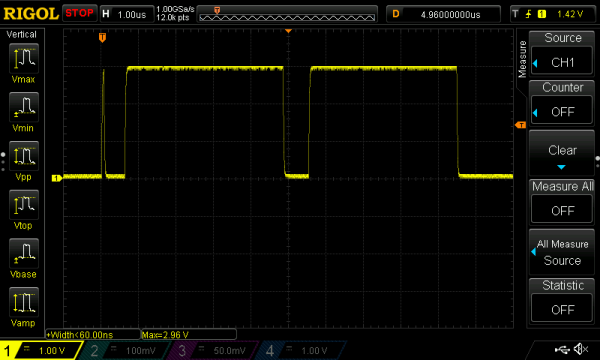 RIGOL STOP H 1.00us 1.00GSa/s 12.0k pts D 4.96000000us T 1 1.42 V
Vertical
Vmax
Vmin
Vpp
Vtop
Vbase
Vamp
T
T
1
+Width<60.00ns Max=2.96 V
Measure
Source
CH1
Counter
OFF
Clear
Measure All
OFF
All Measure
Source
Statistic
OFF
1 = 1.00 V 2 = 100mV 3 = 50.0mV 4 = 1.00 V